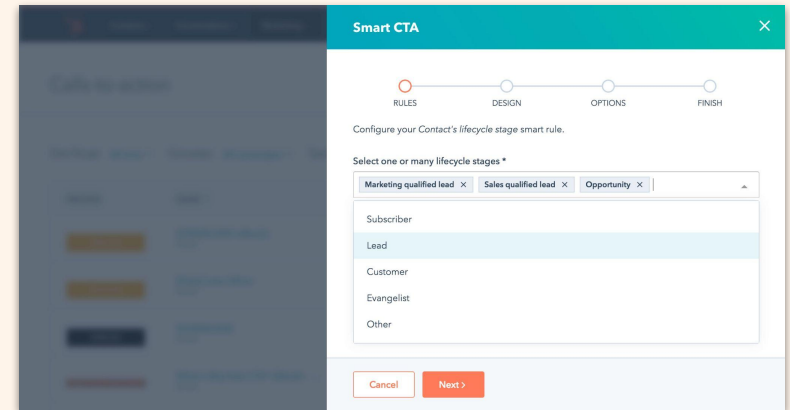 Smart CTA
RULES DESIGN OPTIONS FINISH
Configure your Contact's lifecycle stage smart rule.
Select one or many lifecycle stages *
Marketing qualified lead × Sales qualified lead × Opportunity ×
Subscriber
Lead
Customer
Evangelist
Other
Cancel Next >
Calls-to-action